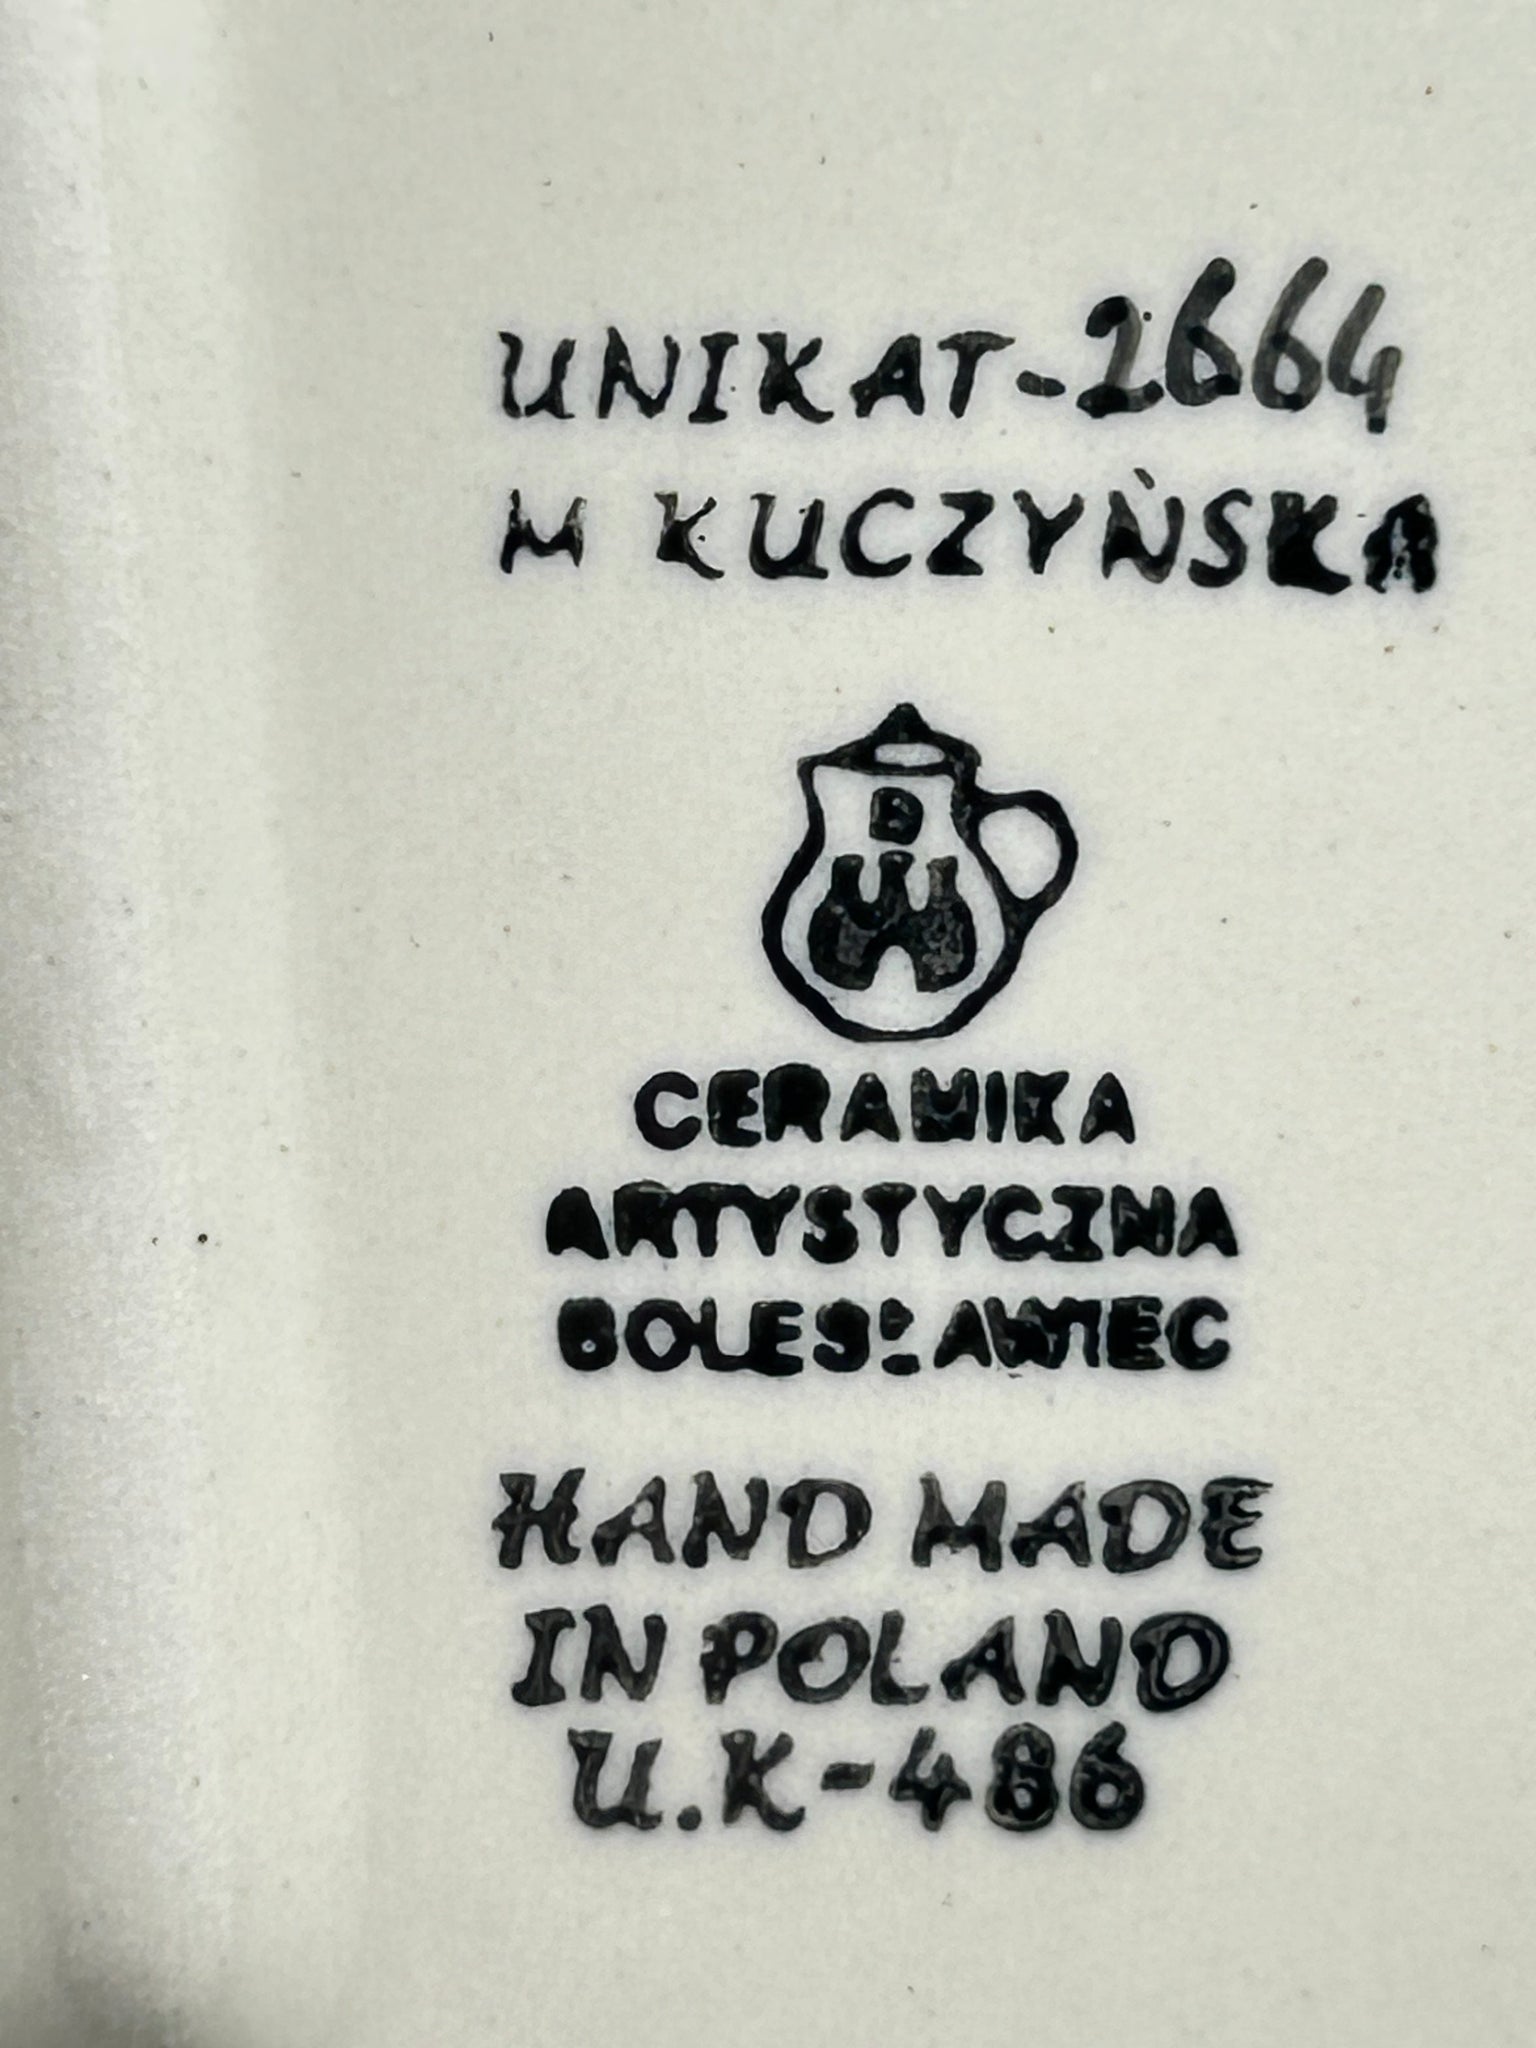 UNIKAT-2664
M KUCZYŃSKA
B
CERAMIKA
ARTYSTYCZNA
BOLESŁAWIEC
HAND MADE
IN POLAND
U.K-486